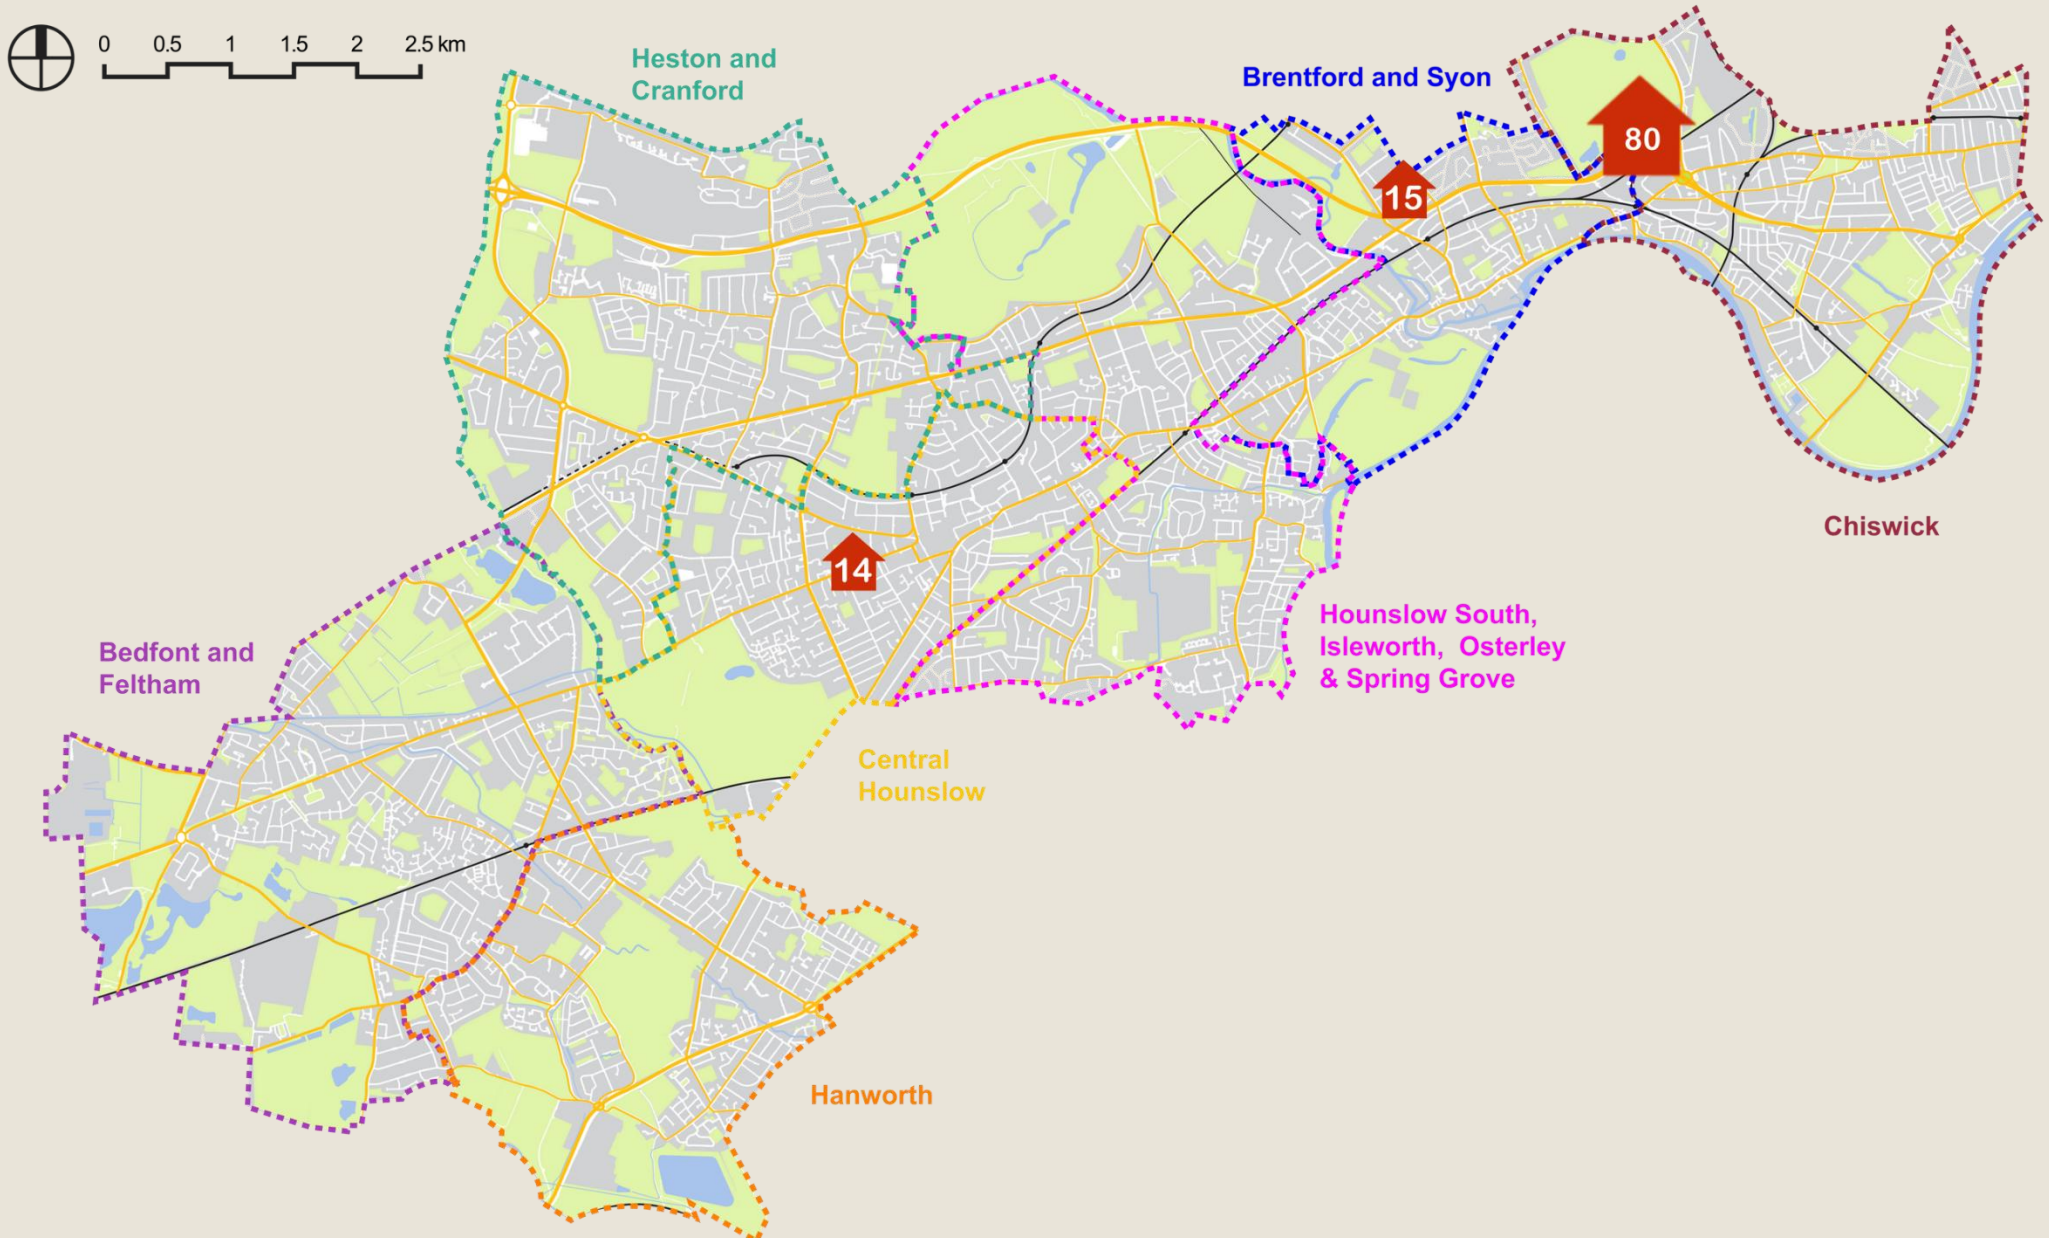 0 0.5 1 1.5 2 2.5 km
Heston and
Cranford
Brentford and Syon
80
15
Chiswick
14
Hounslow South,
Isleworth, Osterley
& Spring Grove
Bedfont and
Feltham
Central
Hounslow
Hanworth